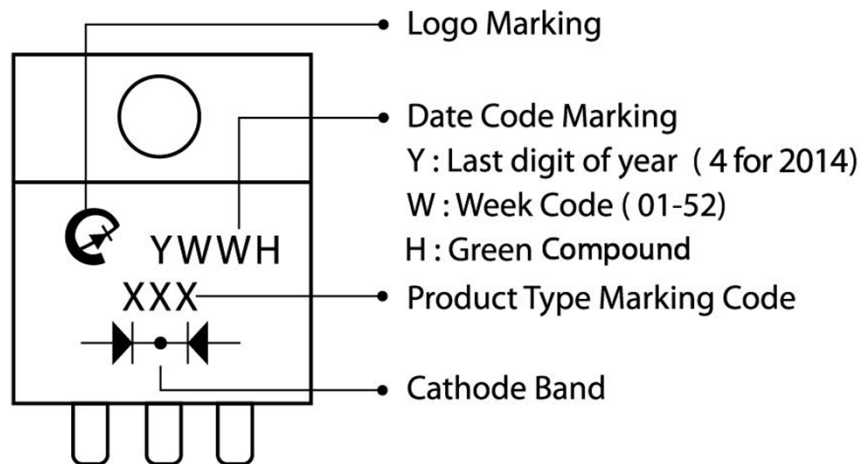 Logo Marking
Date Code Marking
Y : Last digit of year ( 4 for 2014)
W : Week Code ( 01-52)
H : Green Compound
YWWH
XXX
Product Type Marking Code
Cathode Band